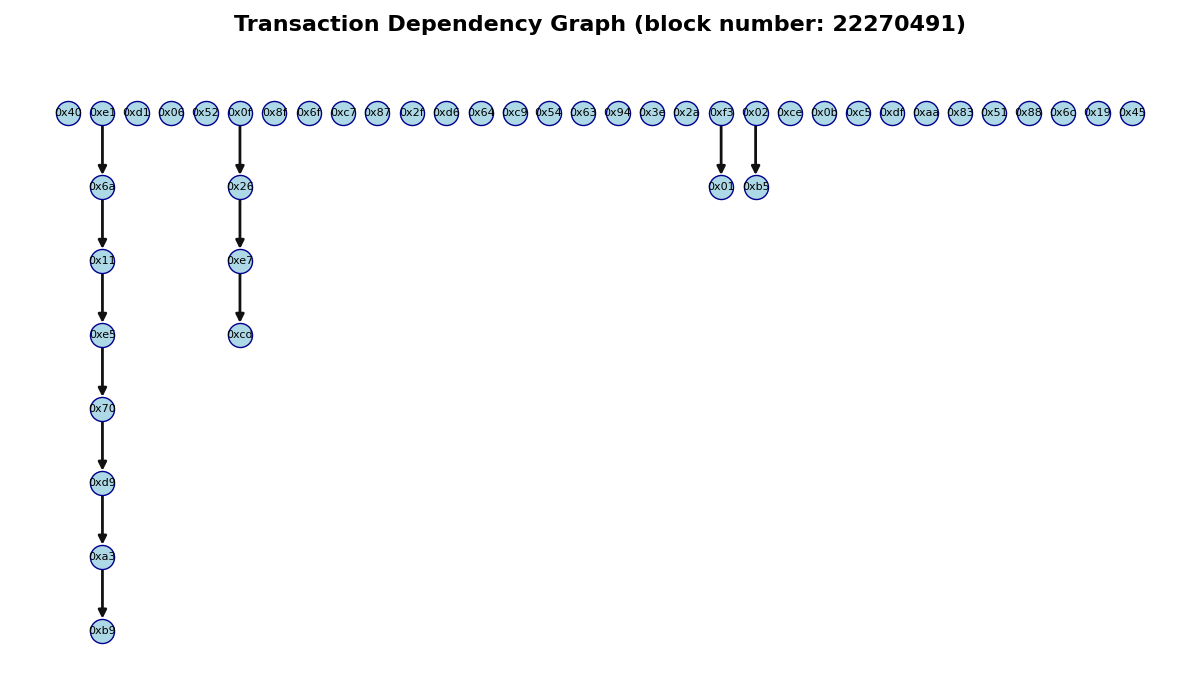 Transaction Dependency Graph (block number: 22270491)
0x40 0xe1 0xd1 0x06 0x52 0x0f 0x8f 0x6f 0xc7 0x87 0x2f 0xd6 0x64 0xc9 0x54 0x63 0x94 0x3e 0x2a 0xf3 0x02 0xce 0x0b 0xc5 0xdf 0xaa 0x83 0x51 0x88 0x6c 0x19 0x45
0x6a 0x26 0x01 0xb5
0x11 0xe7
0xe5 0xcd
0x70
0xd9
0xa3
0xb9